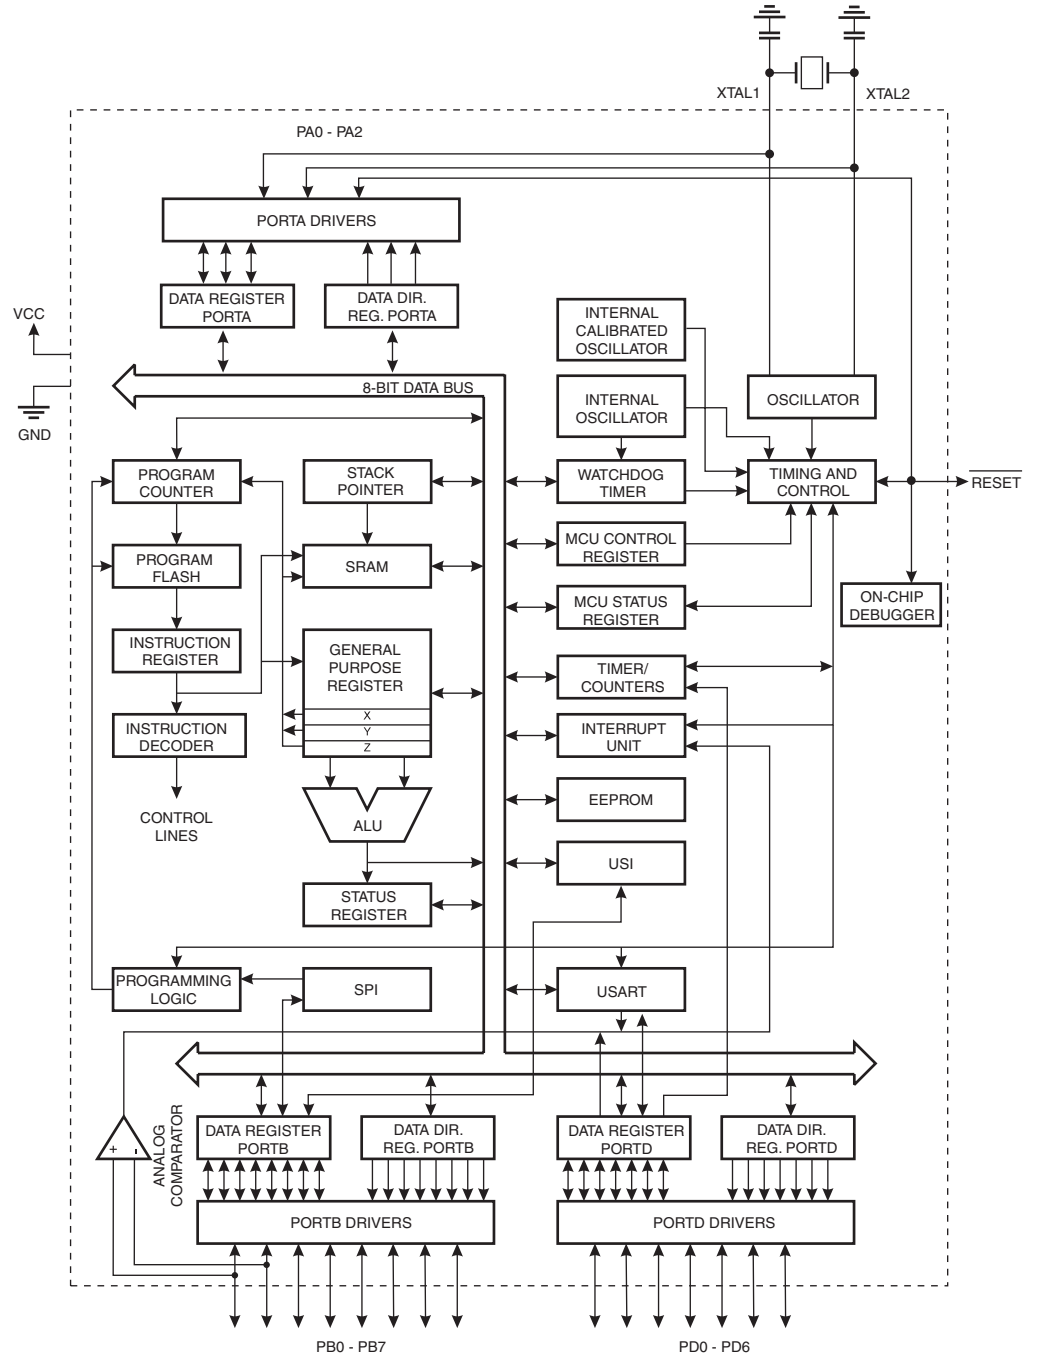 XTAL1
XTAL2
PA0 - PA2
PORTA DRIVERS
DATA REGISTER
PORTA
DATA DIR.
REG. PORTA
VCC
GND
8-BIT DATA BUS
INTERNAL
CALIBRATED
OSCILLATOR
INTERNAL
OSCILLATOR
OSCILLATOR
PROGRAM
COUNTER
STACK
POINTER
WATCHDOG
TIMER
TIMING AND
CONTROL
RESET
PROGRAM
FLASH
SRAM
MCU CONTROL
REGISTER
MCU STATUS
REGISTER
ON-CHIP
DEBUGGER
INSTRUCTION
REGISTER
GENERAL
PURPOSE
REGISTER
X
Y
Z
TIMER/
COUNTERS
INSTRUCTION
DECODER
INTERRUPT
UNIT
CONTROL
LINES
ALU
EEPROM
USI
STATUS
REGISTER
PROGRAMMING
LOGIC
SPI
USART
ANALOG
COMPARATOR
+
-
DATA REGISTER
PORTB
DATA DIR.
REG. PORTB
DATA REGISTER
PORTD
DATA DIR.
REG. PORTD
PORTB DRIVERS
PORTD DRIVERS
PB0 - PB7
PD0 - PD6